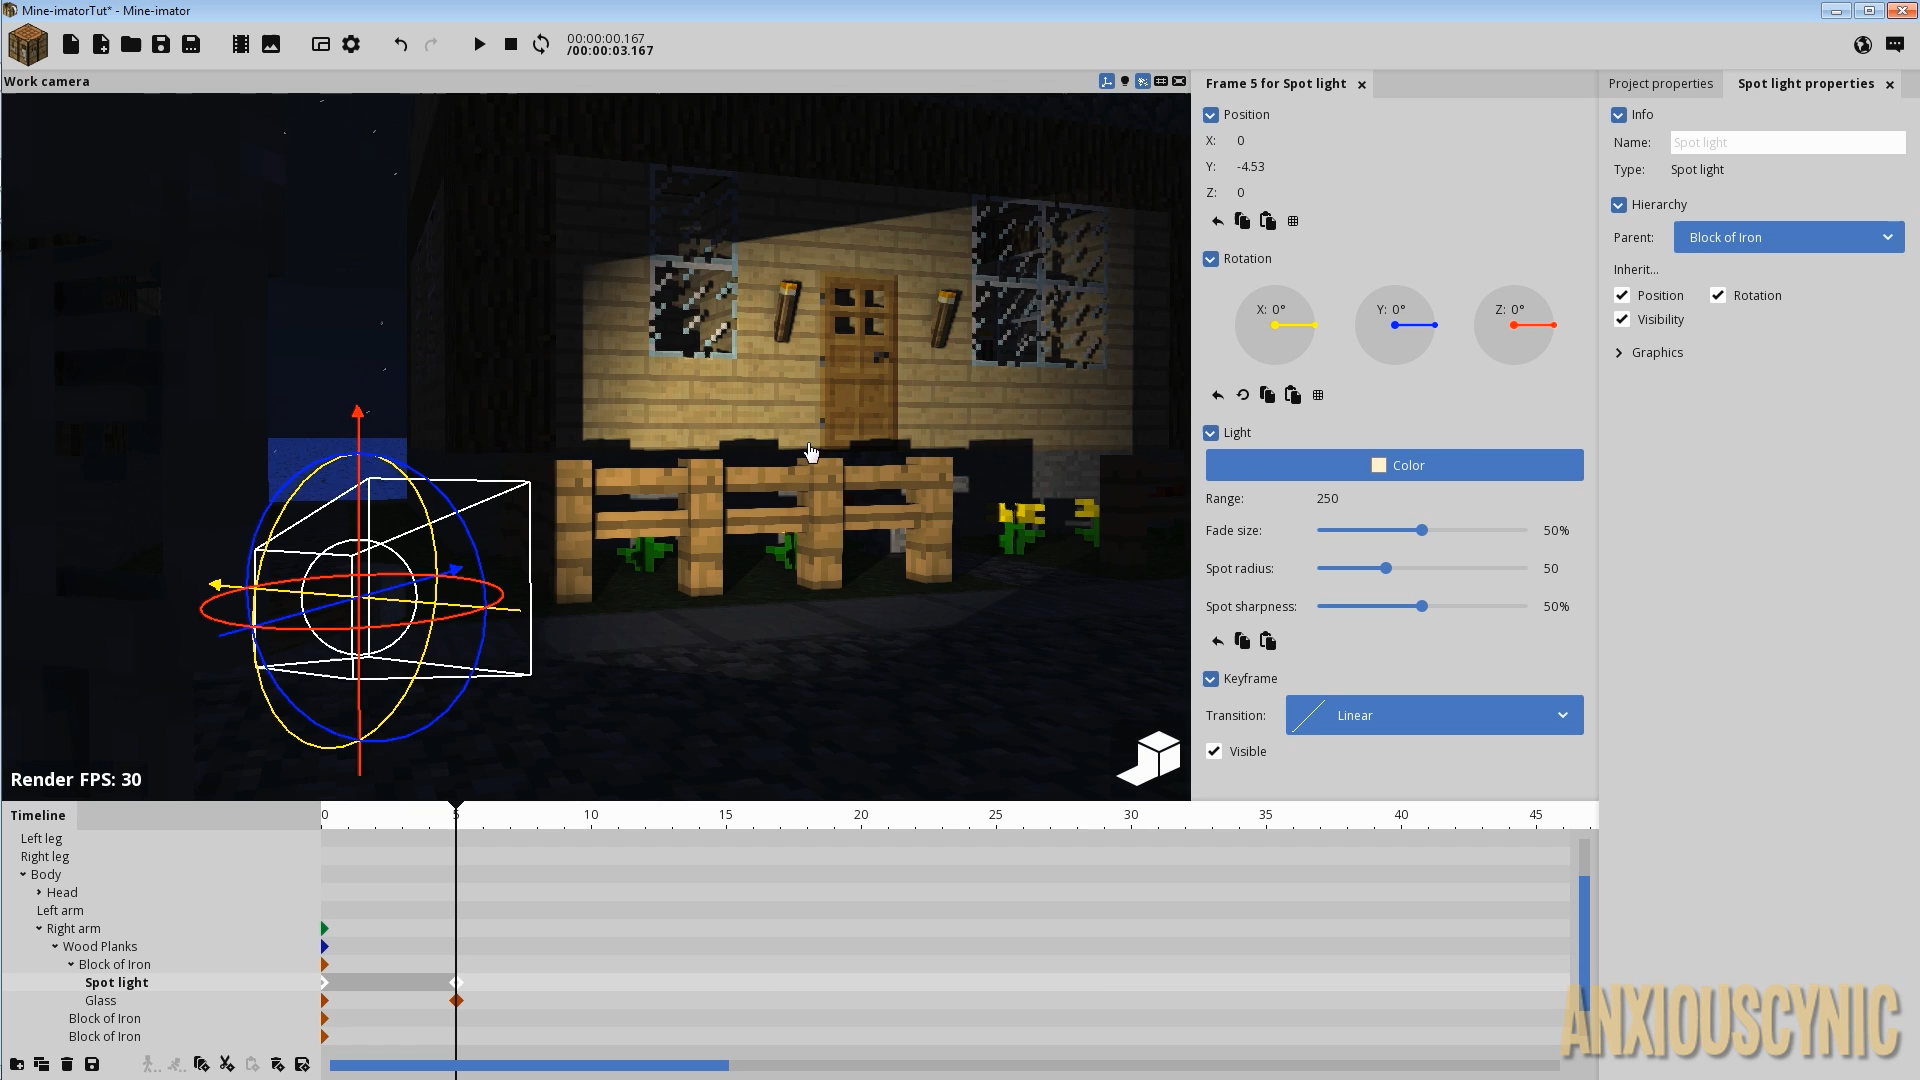 Mine-imatorTut* - Mine-imator
00:00:00.167
/00:00:03.167
Work camera
Render FPS: 30
Frame 5 for Spot light
Position
X: 0
Y: -4.53
Z: 0
Rotation
X: 0°
Y: 0°
Z: 0°
Light
Color
Range: 250
Fade size: 50%
Spot radius: 50
Spot sharpness: 50%
Keyframe
Transition: Linear
Visible
Project properties
Spot light properties
Info
Name: Spot light
Type: Spot light
Hierarchy
Parent: Block of Iron
Inherit...
Position
Rotation
Visibility
Graphics
Timeline
0 5 10 15 20 25 30 35 40 45
Left leg
Right leg
Body
Head
Left arm
Right arm
Wood Planks
Block of Iron
Spot light
Glass
Block of Iron
Block of Iron
ANXIOUSCYNIC